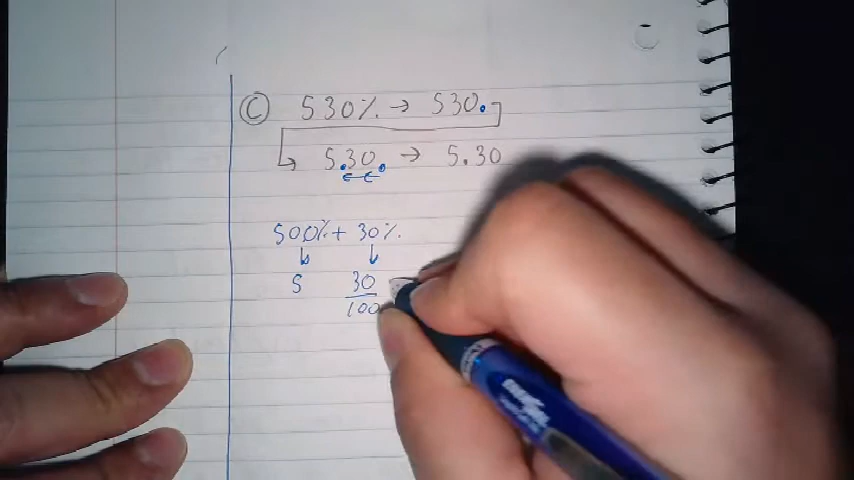 Ⓒ 530% → 530.
5.30. → 5.30
500% + 30%
↓ ↓
5 30
100